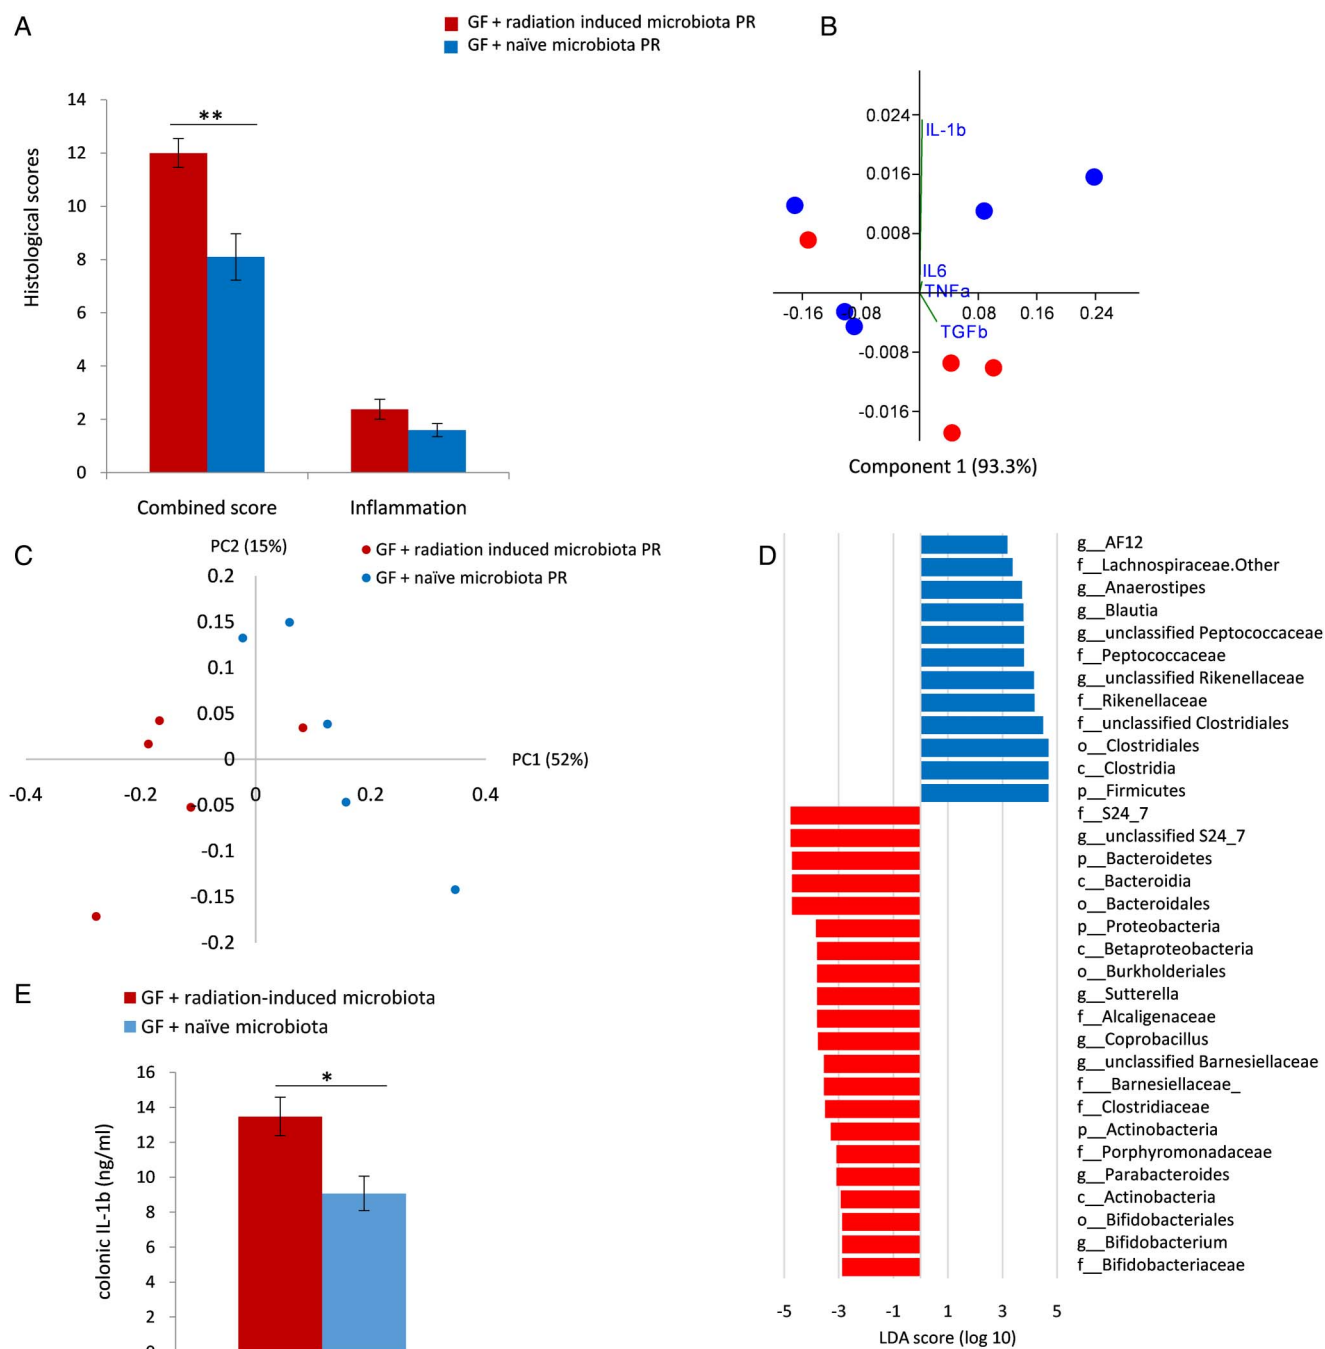 A
GF + radiation induced microbiota PR
GF + naïve microbiota PR
Histological scores
14
12
10
8
6
4
2
0
**
Combined score
Inflammation
B
0.024
0.016
0.008
-0.008
-0.016
-0.16
-0.08
0.08
0.16
0.24
IL-1b
IL6
TNFa
TGFb
Component 1 (93.3%)
C
PC2 (15%)
GF + radiation induced microbiota PR
GF + naïve microbiota PR
0.2
0.15
0.1
0.05
0
-0.05
-0.1
-0.15
-0.2
-0.4
-0.2
0
0.2
0.4
PC1 (52%)
D
g__AF12
f__Lachnospiraceae.Other
g__Anaerostipes
g__Blautia
g__unclassified Peptococcaceae
f__Peptococcaceae
g__unclassified Rikenellaceae
f__Rikenellaceae
f__unclassified Clostridiales
o__Clostridiales
c__Clostridia
p__Firmicutes
f__S24_7
g__unclassified S24_7
p__Bacteroidetes
c__Bacteroidia
o__Bacteroidales
p__Proteobacteria
c__Betaproteobacteria
o__Burkholderiales
g__Sutterella
f__Alcaligenaceae
g__Coprobacillus
g__unclassified Barnesiellaceae
f___Barnesiellaceae_
f__Clostridiaceae
p__Actinobacteria
f__Porphyromonadaceae
g__Parabacteroides
c__Actinobacteria
o__Bifidobacteriales
g__Bifidobacterium
f__Bifidobacteriaceae
-5 -3 -1 1 3 5
LDA score (log 10)
E
GF + radiation-induced microbiota
GF + naïve microbiota
colonic IL-1b (ng/ml)
16
14
12
10
8
6
4
2
0
*